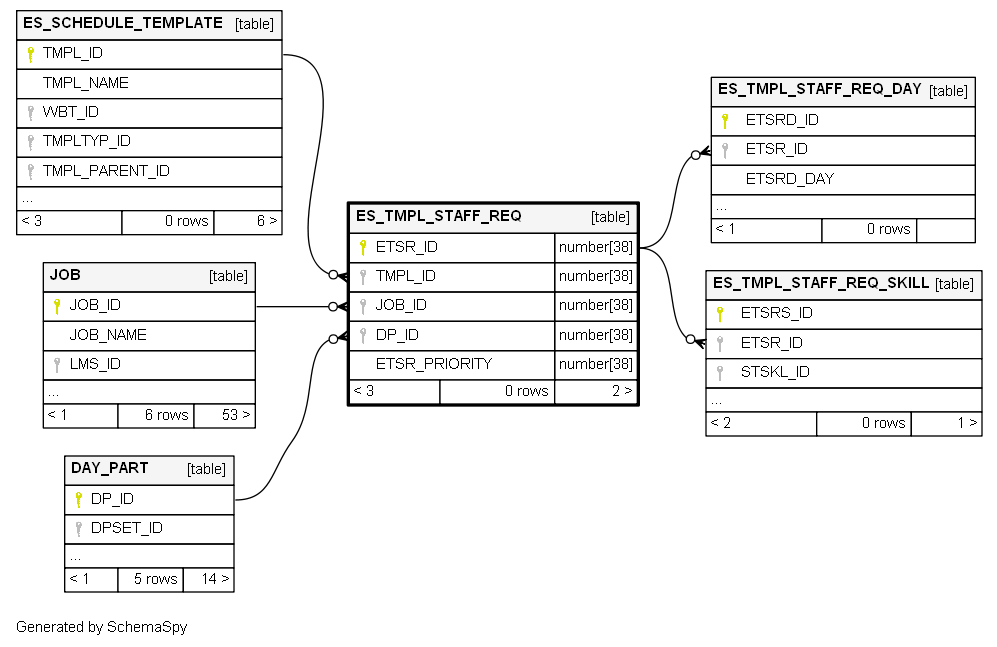 ES_SCHEDULE_TEMPLATE [table]
TMPL_ID
TMPL_NAME
WBT_ID
TMPLTYP_ID
TMPL_PARENT_ID
...
< 3 0 rows 6 >
JOB [table]
JOB_ID
JOB_NAME
LMS_ID
...
< 1 6 rows 53 >
DAY_PART [table]
DP_ID
DPSET_ID
...
< 1 5 rows 14 >
ES_TMPL_STAFF_REQ [table]
ETSR_ID number[38]
TMPL_ID number[38]
JOB_ID number[38]
DP_ID number[38]
ETSR_PRIORITY number[38]
< 3 0 rows 2 >
ES_TMPL_STAFF_REQ_DAY [table]
ETSRD_ID
ETSR_ID
ETSRD_DAY
...
< 1 0 rows
ES_TMPL_STAFF_REQ_SKILL [table]
ETSRS_ID
ETSR_ID
STSKL_ID
...
< 2 0 rows 1 >
Generated by SchemaSpy